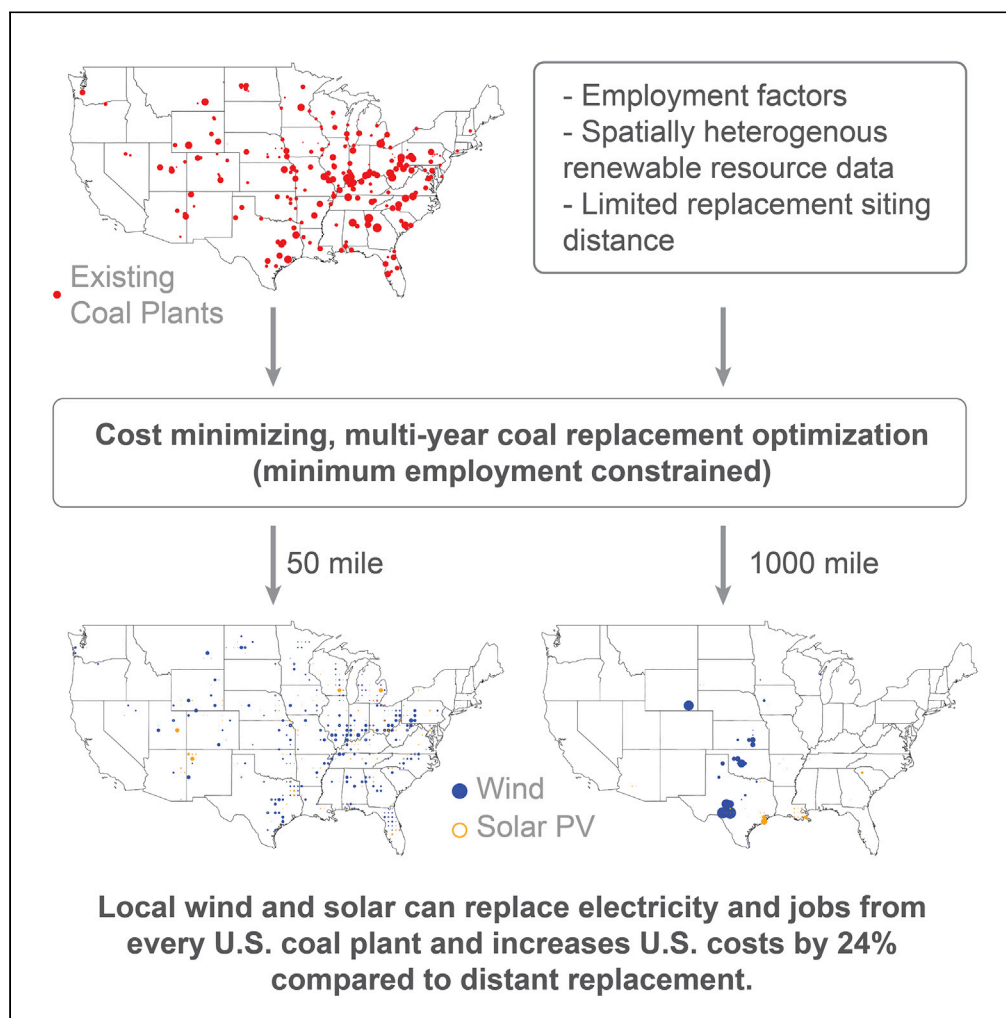 Existing
Coal Plants
- Employment factors
- Spatially heterogenous
renewable resource data
- Limited replacement siting
distance
Cost minimizing, multi-year coal replacement optimization
(minimum employment constrained)
50 mile
1000 mile
Wind
Solar PV
Local wind and solar can replace electricity and jobs from
every U.S. coal plant and increases U.S. costs by 24%
compared to distant replacement.